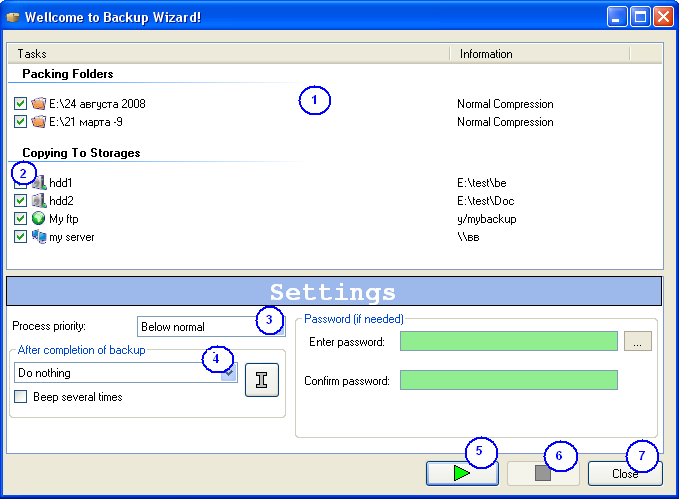 Wellcome to Backup Wizard!
Tasks Information
Packing Folders
1
E:\24 августа 2008 Normal Compression
E:\21 марта -9 Normal Compression
Copying To Storages
2
hdd1 E:\test\be
hdd2 E:\test\Doc
My ftp y/mybackup
my server \\вв
Settings
Process priority: Below normal 3
Password (if needed)
Enter password: ...
After completion of backup
4
Do nothing I
Confirm password:
Beep several times
5 6 7
Close